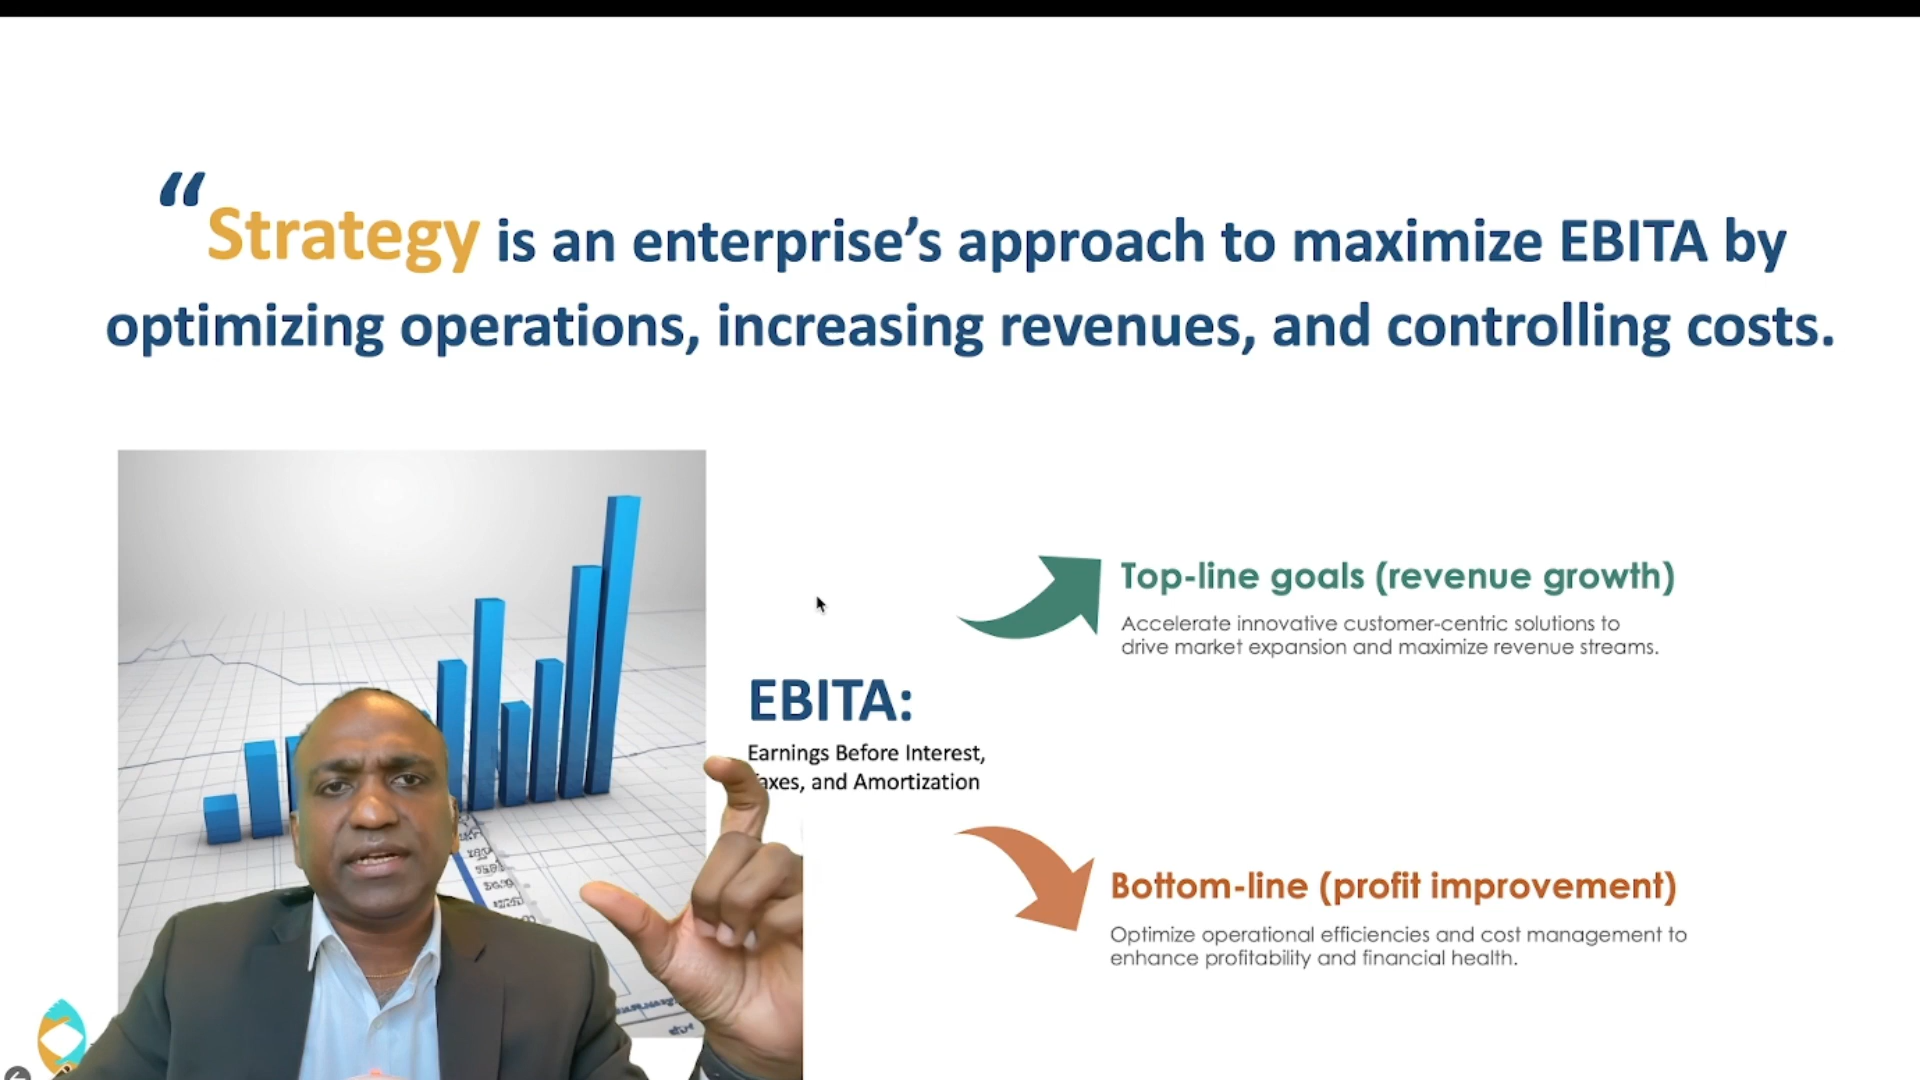 “Strategy is an enterprise’s approach to maximize EBITA by
optimizing operations, increasing revenues, and controlling costs.
Top-line goals (revenue growth)
Accelerate innovative customer-centric solutions to
drive market expansion and maximize revenue streams.
EBITA:
Earnings Before Interest,
axes, and Amortization
Bottom-line (profit improvement)
Optimize operational efficiencies and cost management to
enhance profitability and financial health.